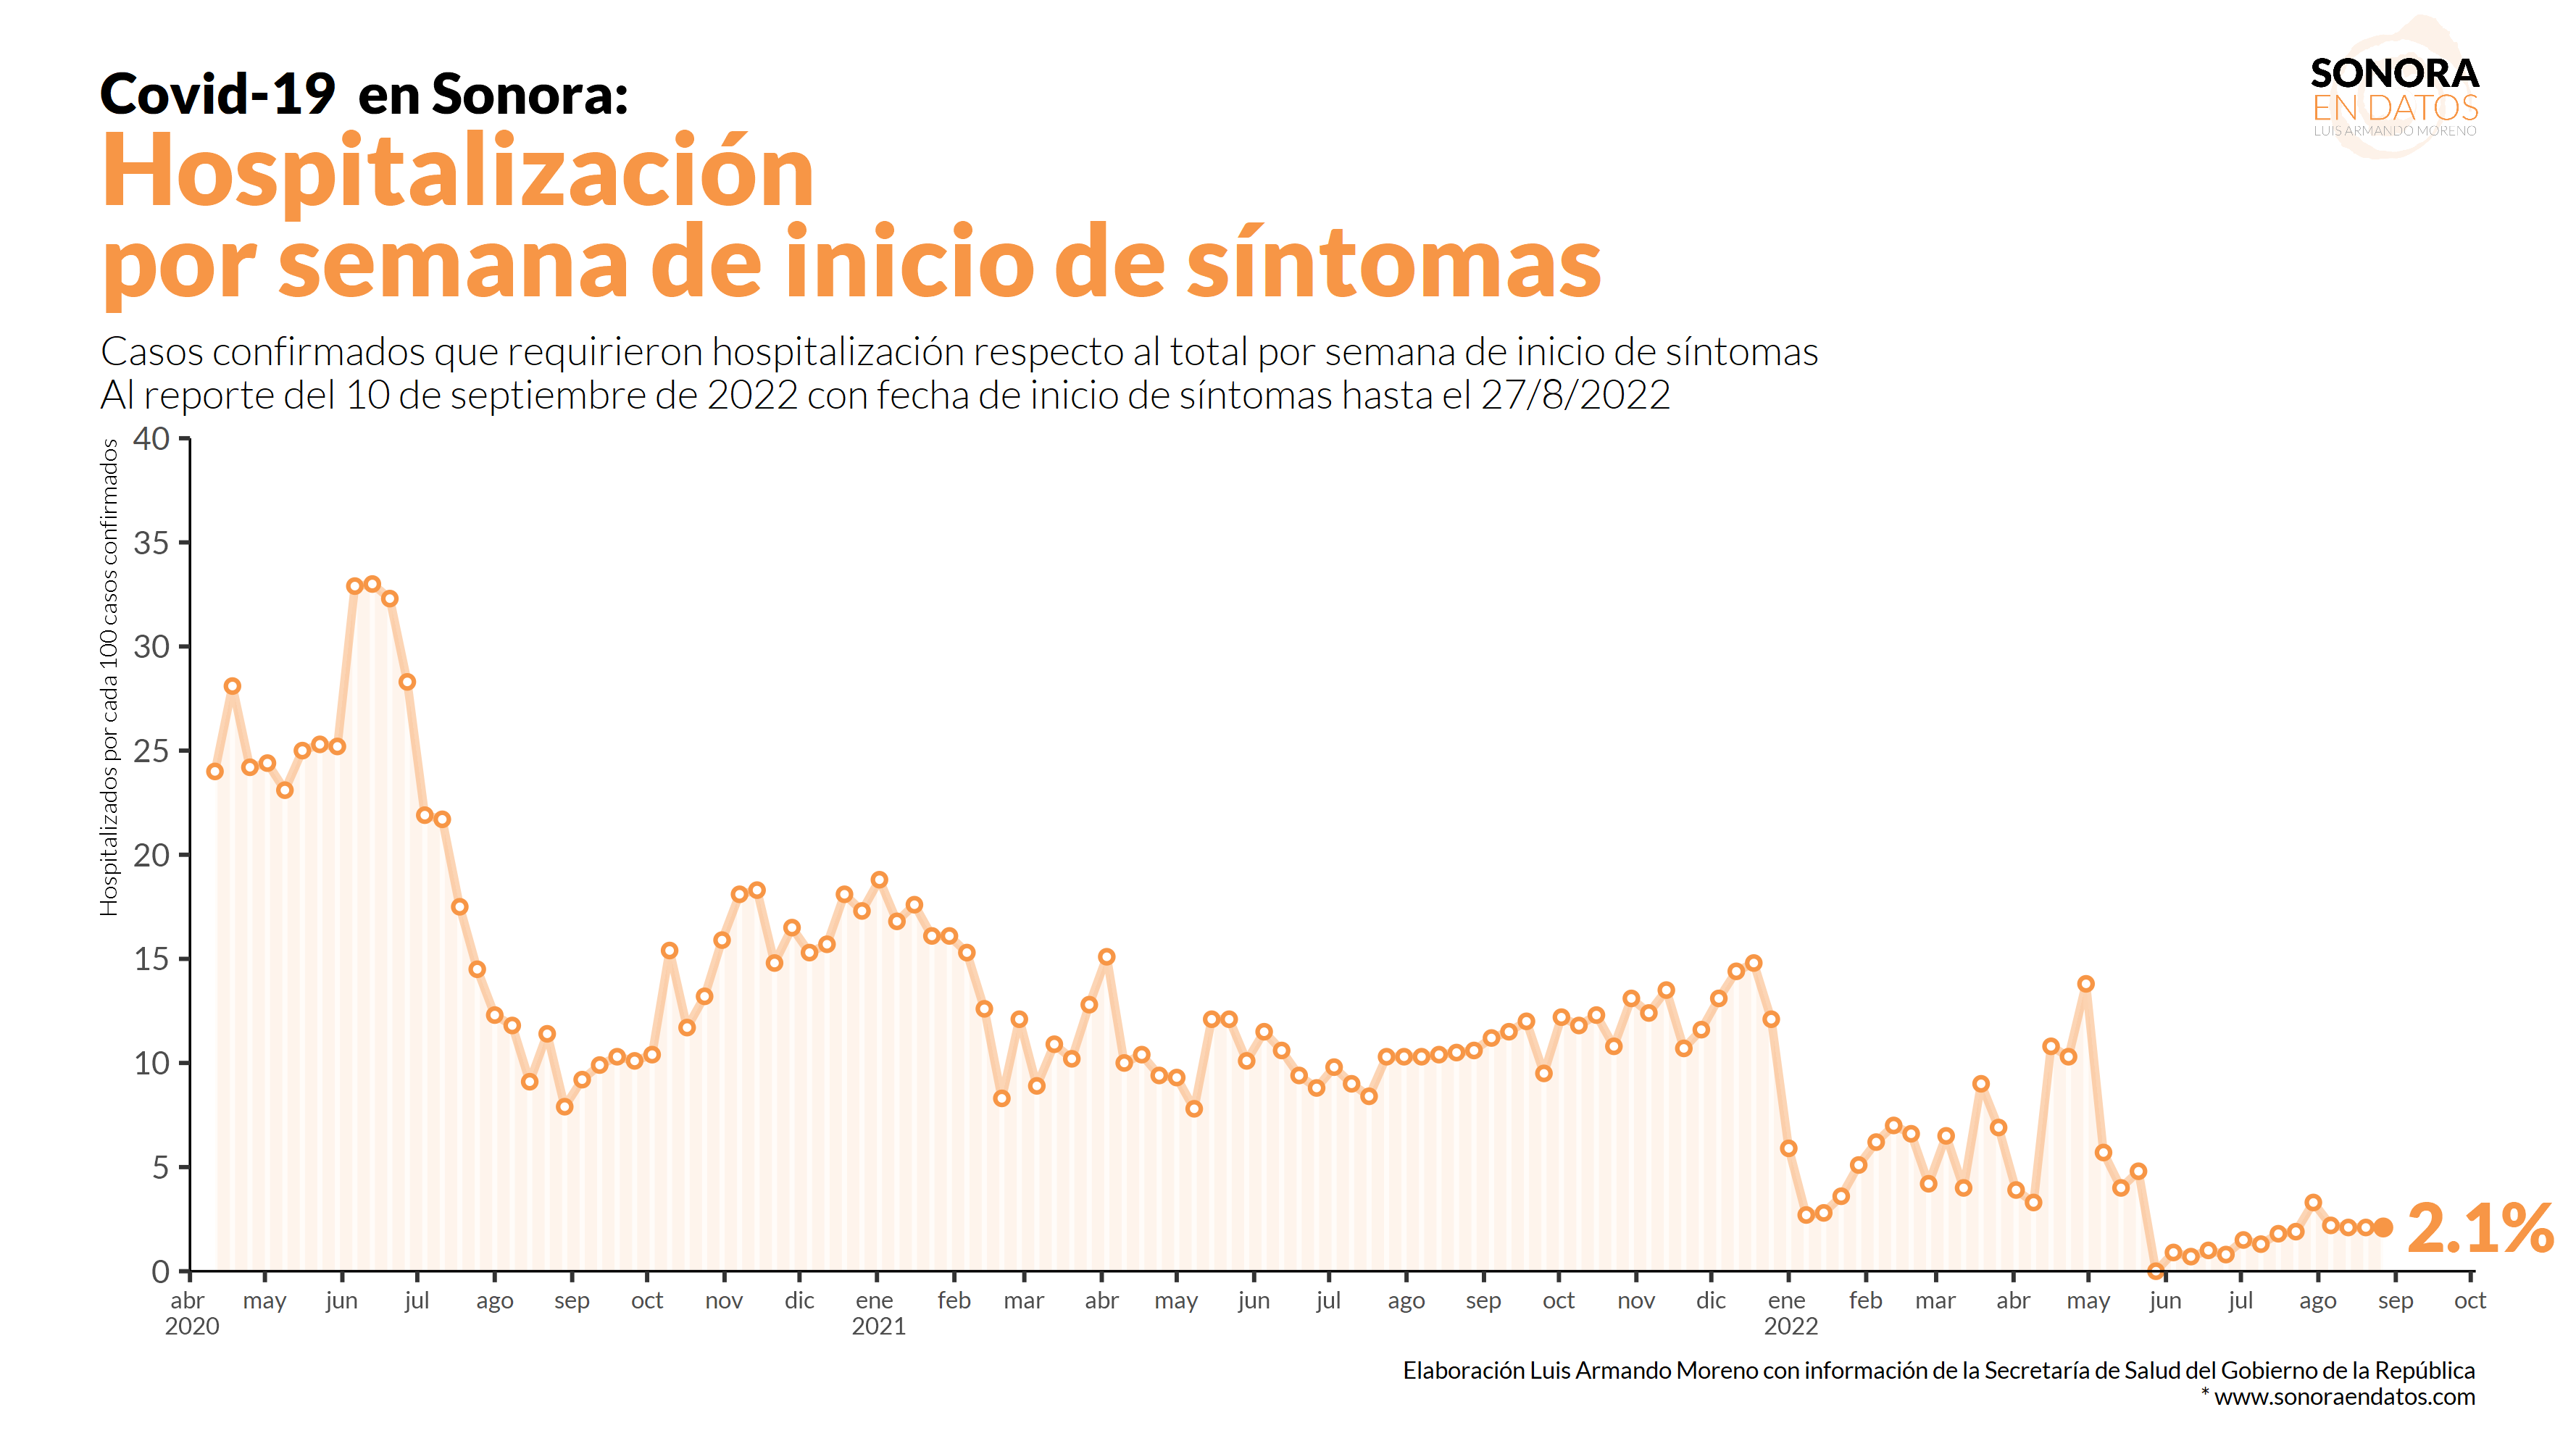 Covid-19 en Sonora:
Hospitalización
por semana de inicio de síntomas
Casos confirmados que requirieron hospitalización respecto al total por semana de inicio de síntomas
Al reporte del 10 de septiembre de 2022 con fecha de inicio de síntomas hasta el 27/8/2022
SONORA
EN DATOS
LUIS ARMANDO MORENO
Hospitalizados por cada 100 casos confirmados
40
35
30
25
20
15
10
5
0
2.1%
abr may jun jul ago sep oct nov dic ene feb mar abr may jun jul ago sep oct nov dic ene feb mar abr may jun jul ago sep oct
2020 2021 2022
Elaboración Luis Armando Moreno con información de la Secretaría de Salud del Gobierno de la República
* www.sonoraendatos.com